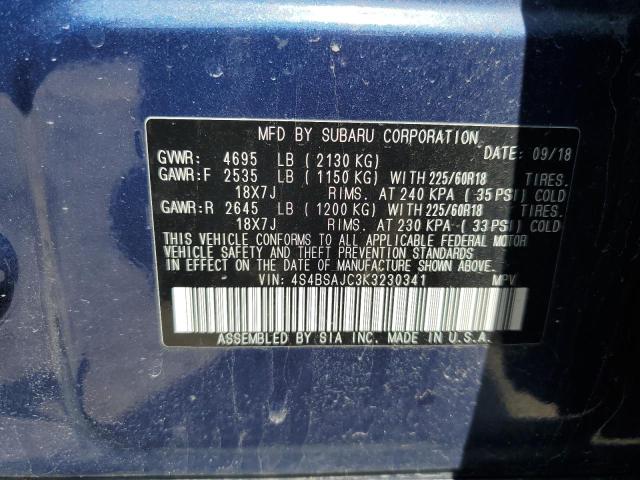 MFD BY SUBARU CORPORATION
GVWR: 4695 LB ( 2130 KG) DATE: 09/18
GAWR:F 2535 LB ( 1150 KG) WITH 225/60R18 TIRES.
18X7J RIMS. AT 240 KPA ( 35 PSI) COLD
GAWR:R 2645 LB ( 1200 KG) WITH 225/60R18 TIRES.
18X7J RIMS. AT 230 KPA ( 33 PSI) COLD
THIS VEHICLE CONFORMS TO ALL APPLICABLE FEDERAL MOTOR
VEHICLE SAFETY AND THEFT PREVENTION STANDARDS IN EFFECT
ON THE DATE OF MANUFACTURE SHOWN ABOVE.
VIN: 4S4BSAJC3K3230341 MPV
ASSEMBLED BY SIA INC. MADE IN U.S.A.